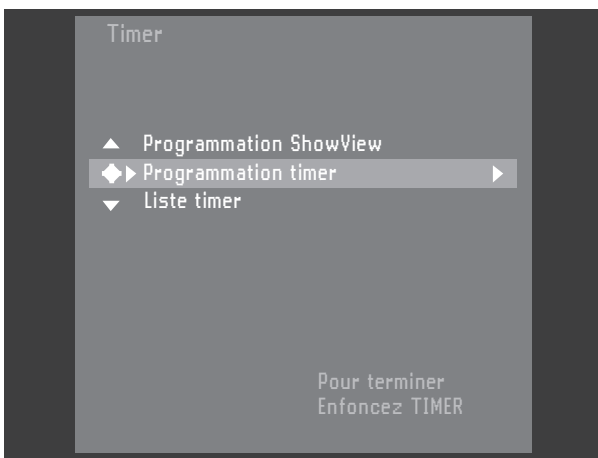 Timer
Programmation ShowView
Programmation timer
Liste timer
Pour terminer
Enfoncez TIMER